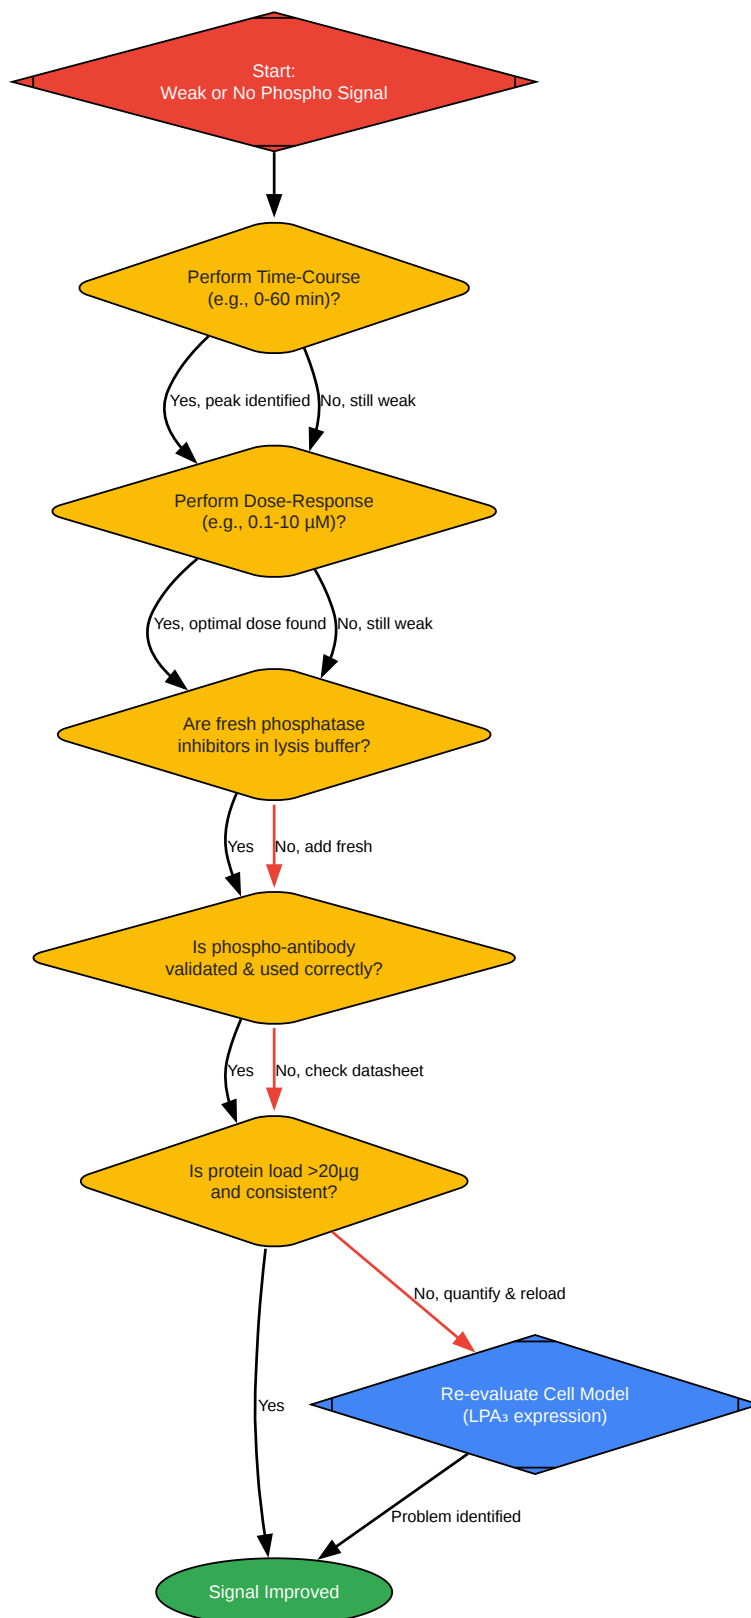 Start:
Weak or No Phospho Signal
Perform Time-Course
(e.g., 0-60 min)?
Yes, peak identified
No, still weak
Perform Dose-Response
(e.g., 0.1-10 µM)?
Yes, optimal dose found
No, still weak
Are fresh phosphatase
inhibitors in lysis buffer?
Yes
No, add fresh
Is phospho-antibody
validated & used correctly?
Yes
No, check datasheet
Is protein load >20µg
and consistent?
No, quantify & reload
Re-evaluate Cell Model
(LPA₃ expression)
Yes
Problem identified
Signal Improved